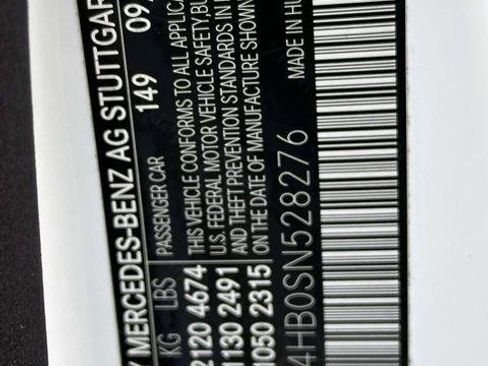 Y MERCEDES-BENZ AG STUTTGAR
149 09/
KG LBS PASSENGER CAR
2120 4674 THIS VEHICLE CONFORMS TO ALL APPLICA
1130 2491 U.S. FEDERAL MOTOR VEHICLE SAFETY, BU
1050 2315 AND THEFT PREVENTION STANDARDS IN
ON THE DATE OF MANUFACTURE SHOWN
MADE IN HU
4HB0SN528276